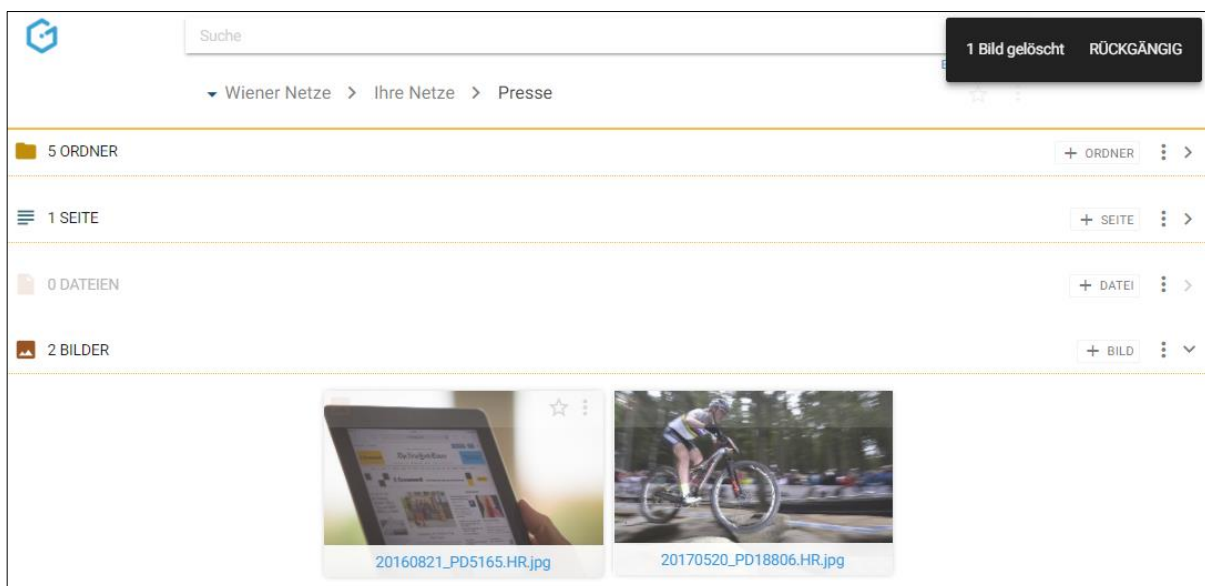 Suche
1 Bild gelöscht RÜCKGÄNGIG
Wiener Netze > Ihre Netze > Presse
5 ORDNER + ORDNER
1 SEITE + SEITE
0 DATEIEN + DATEI
2 BILDER + BILD
20160821_PD5165.HR.jpg 20170520_PD18806.HR.jpg